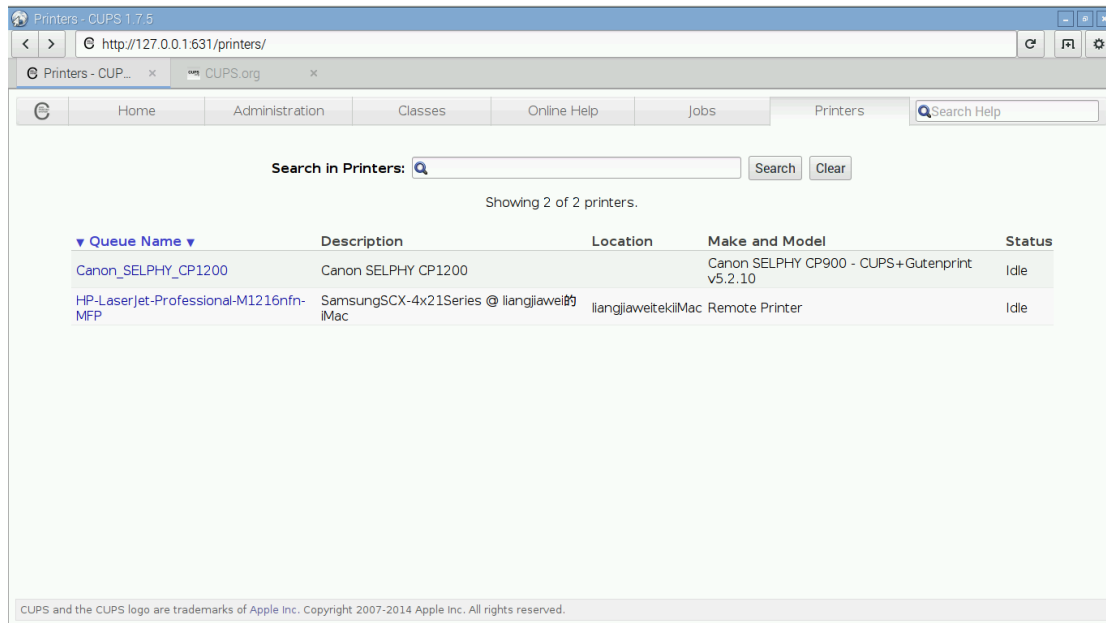 Printers - CUPS 1.7.5
http://127.0.0.1:631/printers/
Printers - CUP... × CUPS.org ×
Home Administration Classes Online Help Jobs Printers Search Help
Search in Printers: Search Clear
Showing 2 of 2 printers.
▼ Queue Name ▼ Description Location Make and Model Status
Canon_SELPHY_CP1200 Canon SELPHY CP1200 Canon SELPHY CP900 - CUPS+Gutenprint
v5.2.10 Idle
HP-LaserJet-Professional-M1216nfn-
MFP SamsungSCX-4x21Series @ liangjiawei的
iMac liangjiaweitekiiMac Remote Printer Idle
CUPS and the CUPS logo are trademarks of Apple Inc. Copyright 2007-2014 Apple Inc. All rights reserved.